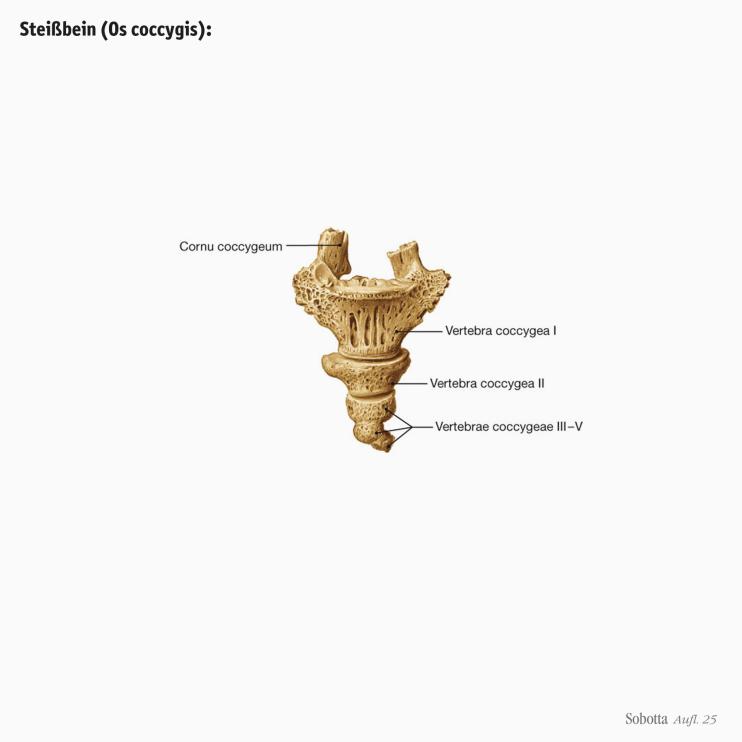 Steißbein (Os coccygis):
Cornu coccygeum
Vertebra coccygea I
Vertebra coccygea II
Vertebrae coccygeae III–V
Sobotta Aufl. 25